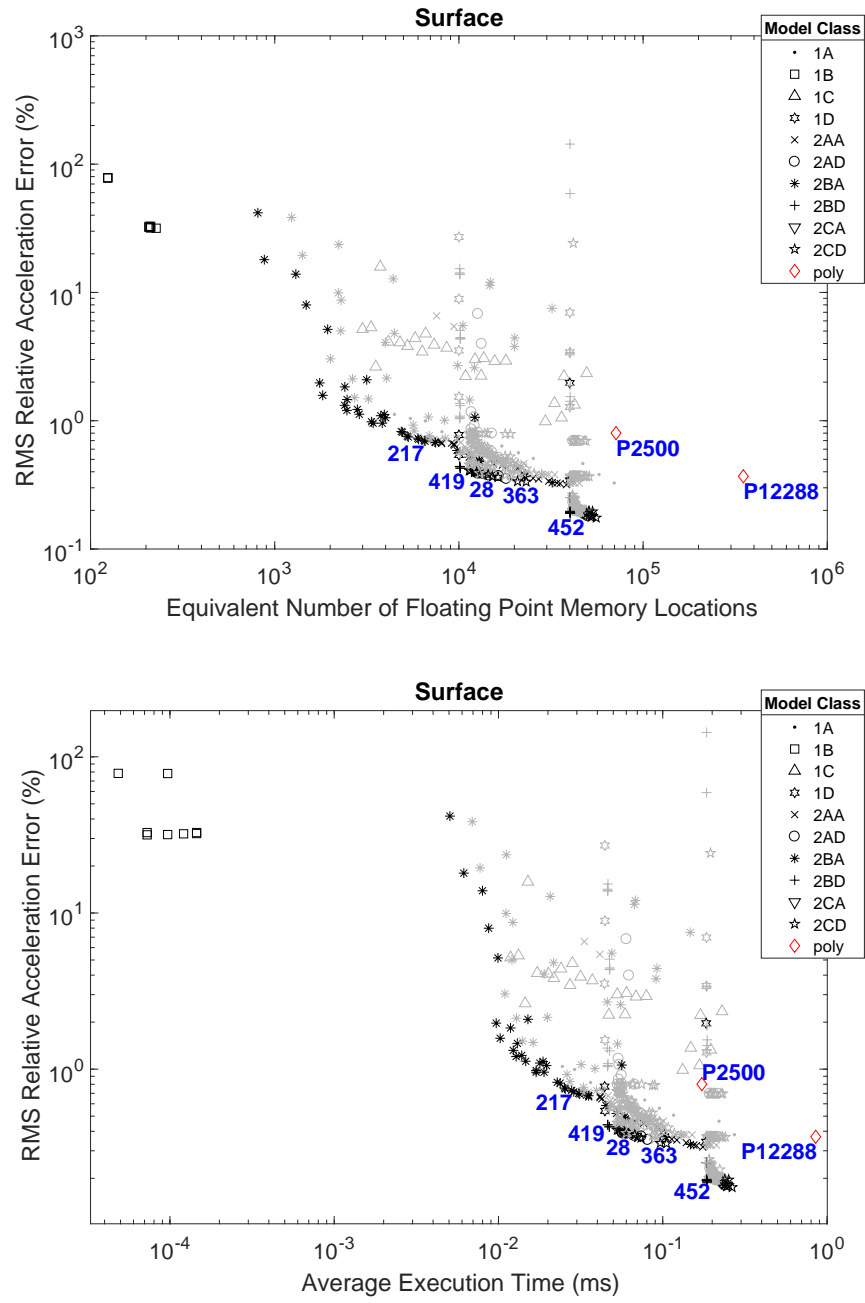 Surface
RMS Relative Acceleration Error (%)
10^3
10^2
10^1
10^0
10^-1
10^2
10^3
10^4
10^5
10^6
Equivalent Number of Floating Point Memory Locations
217
419
28
363
452
P2500
P12288
Model Class
1A
1B
1C
1D
2AA
2AD
2BA
2BD
2CA
2CD
poly
Surface
RMS Relative Acceleration Error (%)
10^2
10^1
10^0
10^-4
10^-3
10^-2
10^-1
10^0
Average Execution Time (ms)
217
419
28
363
452
P2500
P12288
Model Class
1A
1B
1C
1D
2AA
2AD
2BA
2BD
2CA
2CD
poly